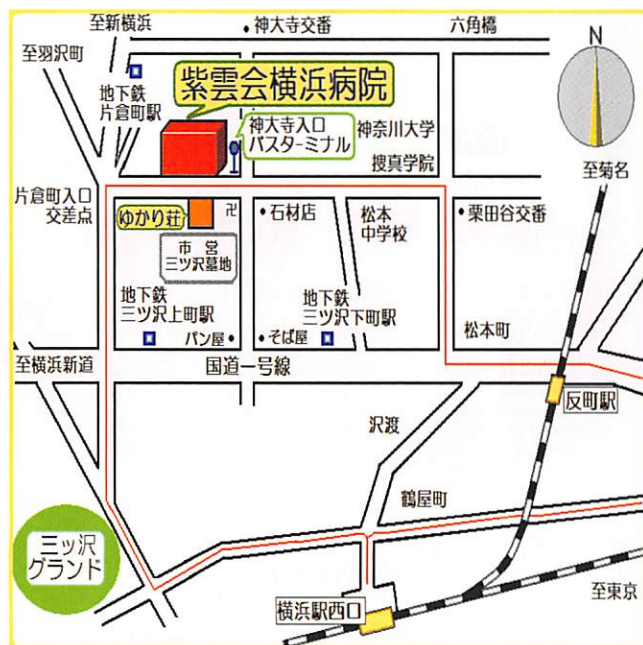 至新横浜
神大寺交番
六角橋
至羽沢町
地下鉄
片倉町駅
紫雲会横浜病院
神大寺入口
バスターミナル
神奈川大学
捜真学院
N
至菊名
片倉町入口
交差点
ゆかり荘
卍
石材店
松本
中学校
栗田谷交番
市営
三ツ沢墓地
地下鉄
三ツ沢上町駅
地下鉄
三ツ沢下町駅
パン屋
そば屋
松本町
至横浜新道
国道一号線
反町駅
沢渡
鶴屋町
三ッ沢
グランド
横浜駅西口
至東京